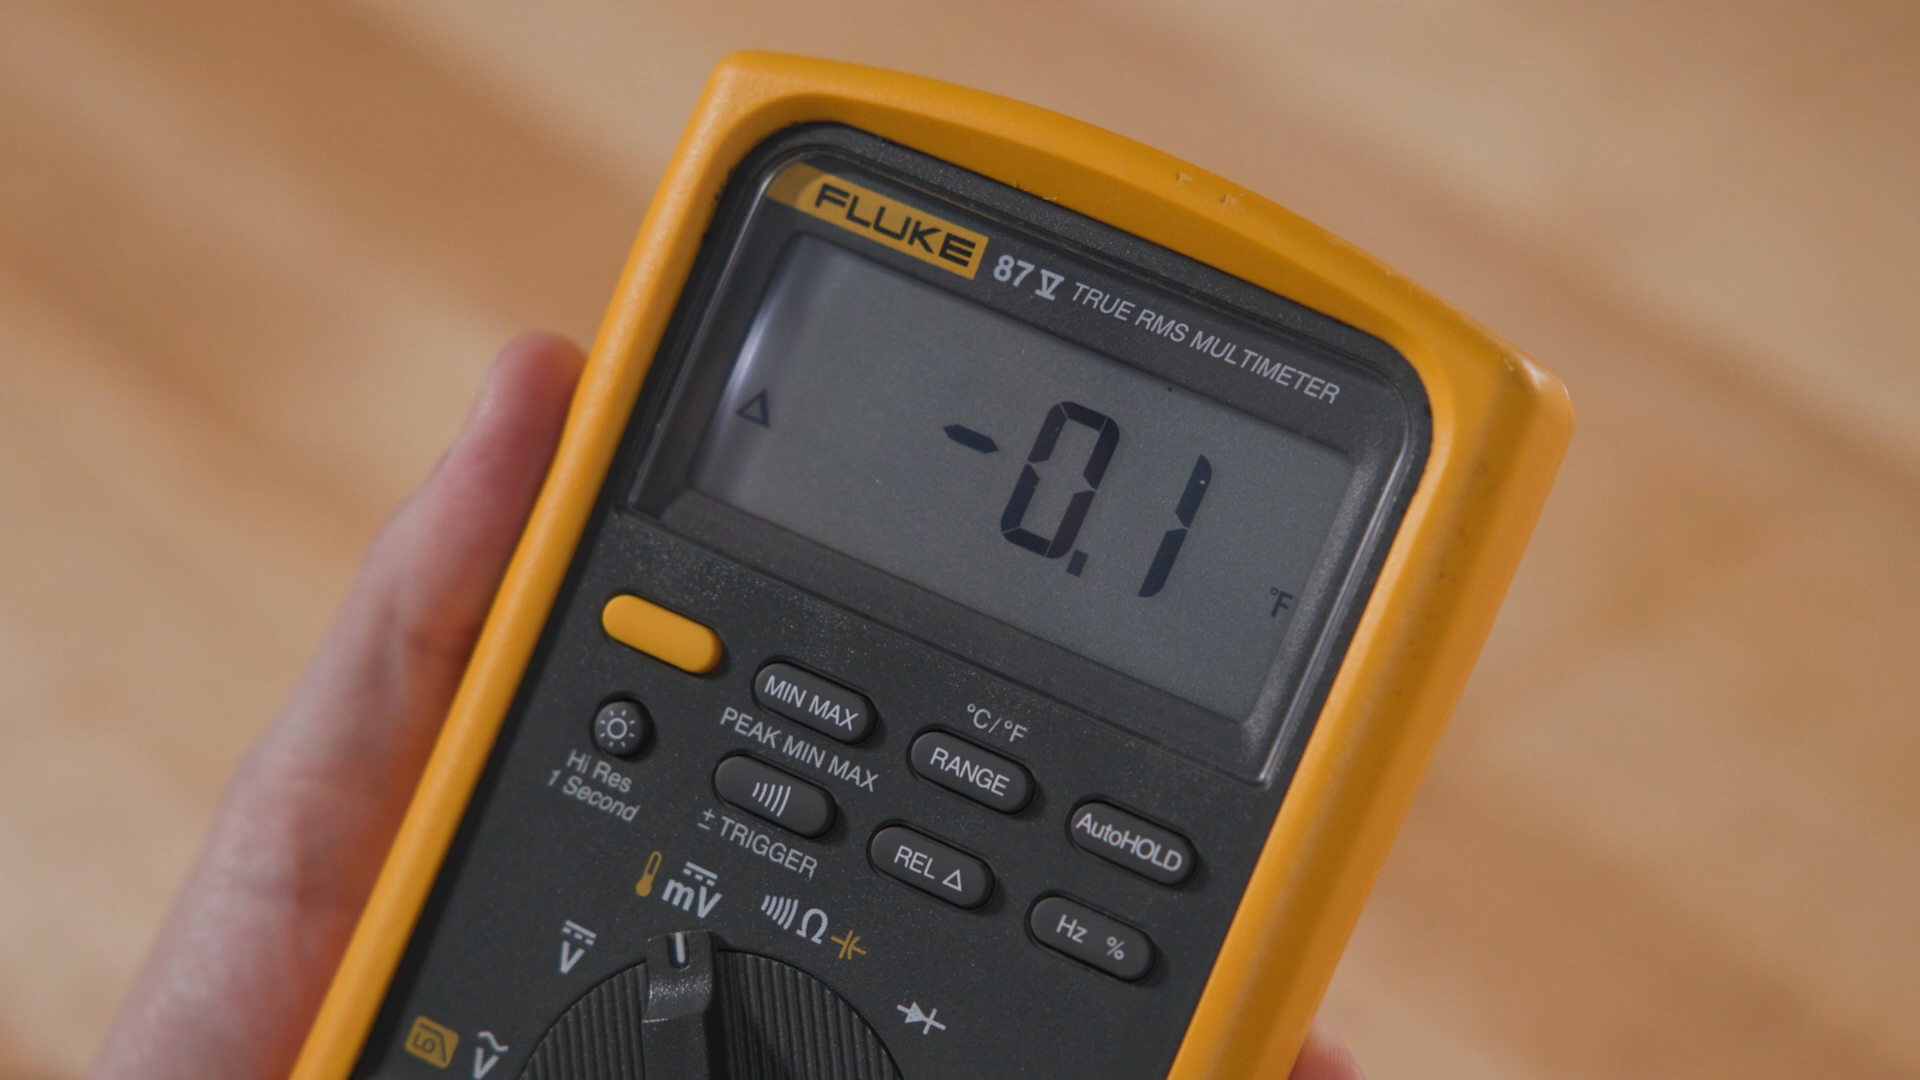 FLUKE 87 V TRUE RMS MULTIMETER
Δ -0.1 °F
MIN MAX
PEAK MIN MAX
°C/°F
RANGE
Hi Res
1 Second
± TRIGGER
AutoHOLD
REL Δ
Hz %
mV
Ω
V
LO
V